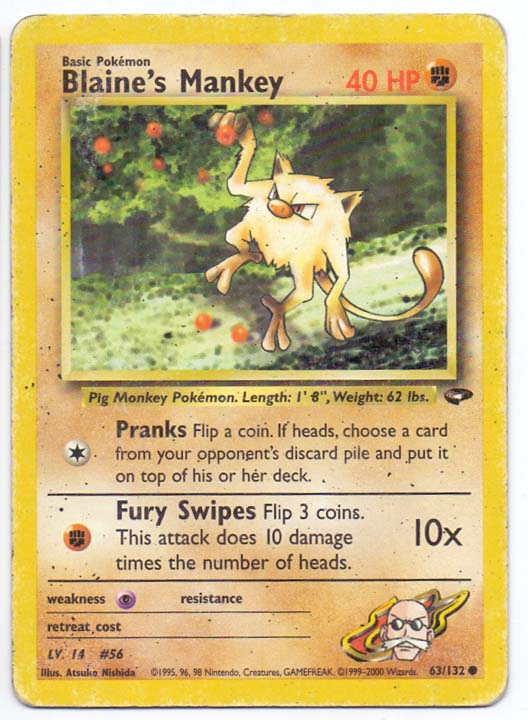 Basic Pokémon
Blaine's Mankey 40 HP
Pig Monkey Pokémon. Length: 1' 8", Weight: 62 lbs.
Pranks Flip a coin. If heads, choose a card
from your opponent's discard pile and put it
on top of his or her deck.
Fury Swipes Flip 3 coins.
This attack does 10 damage 10x
times the number of heads.
weakness resistance
retreat cost
LV. 14 #56
Illus. Atsuko Nishida ©1995, 96, 98 Nintendo, Creatures, GAMEFREAK. ©1999-2000 Wizards. 63/132